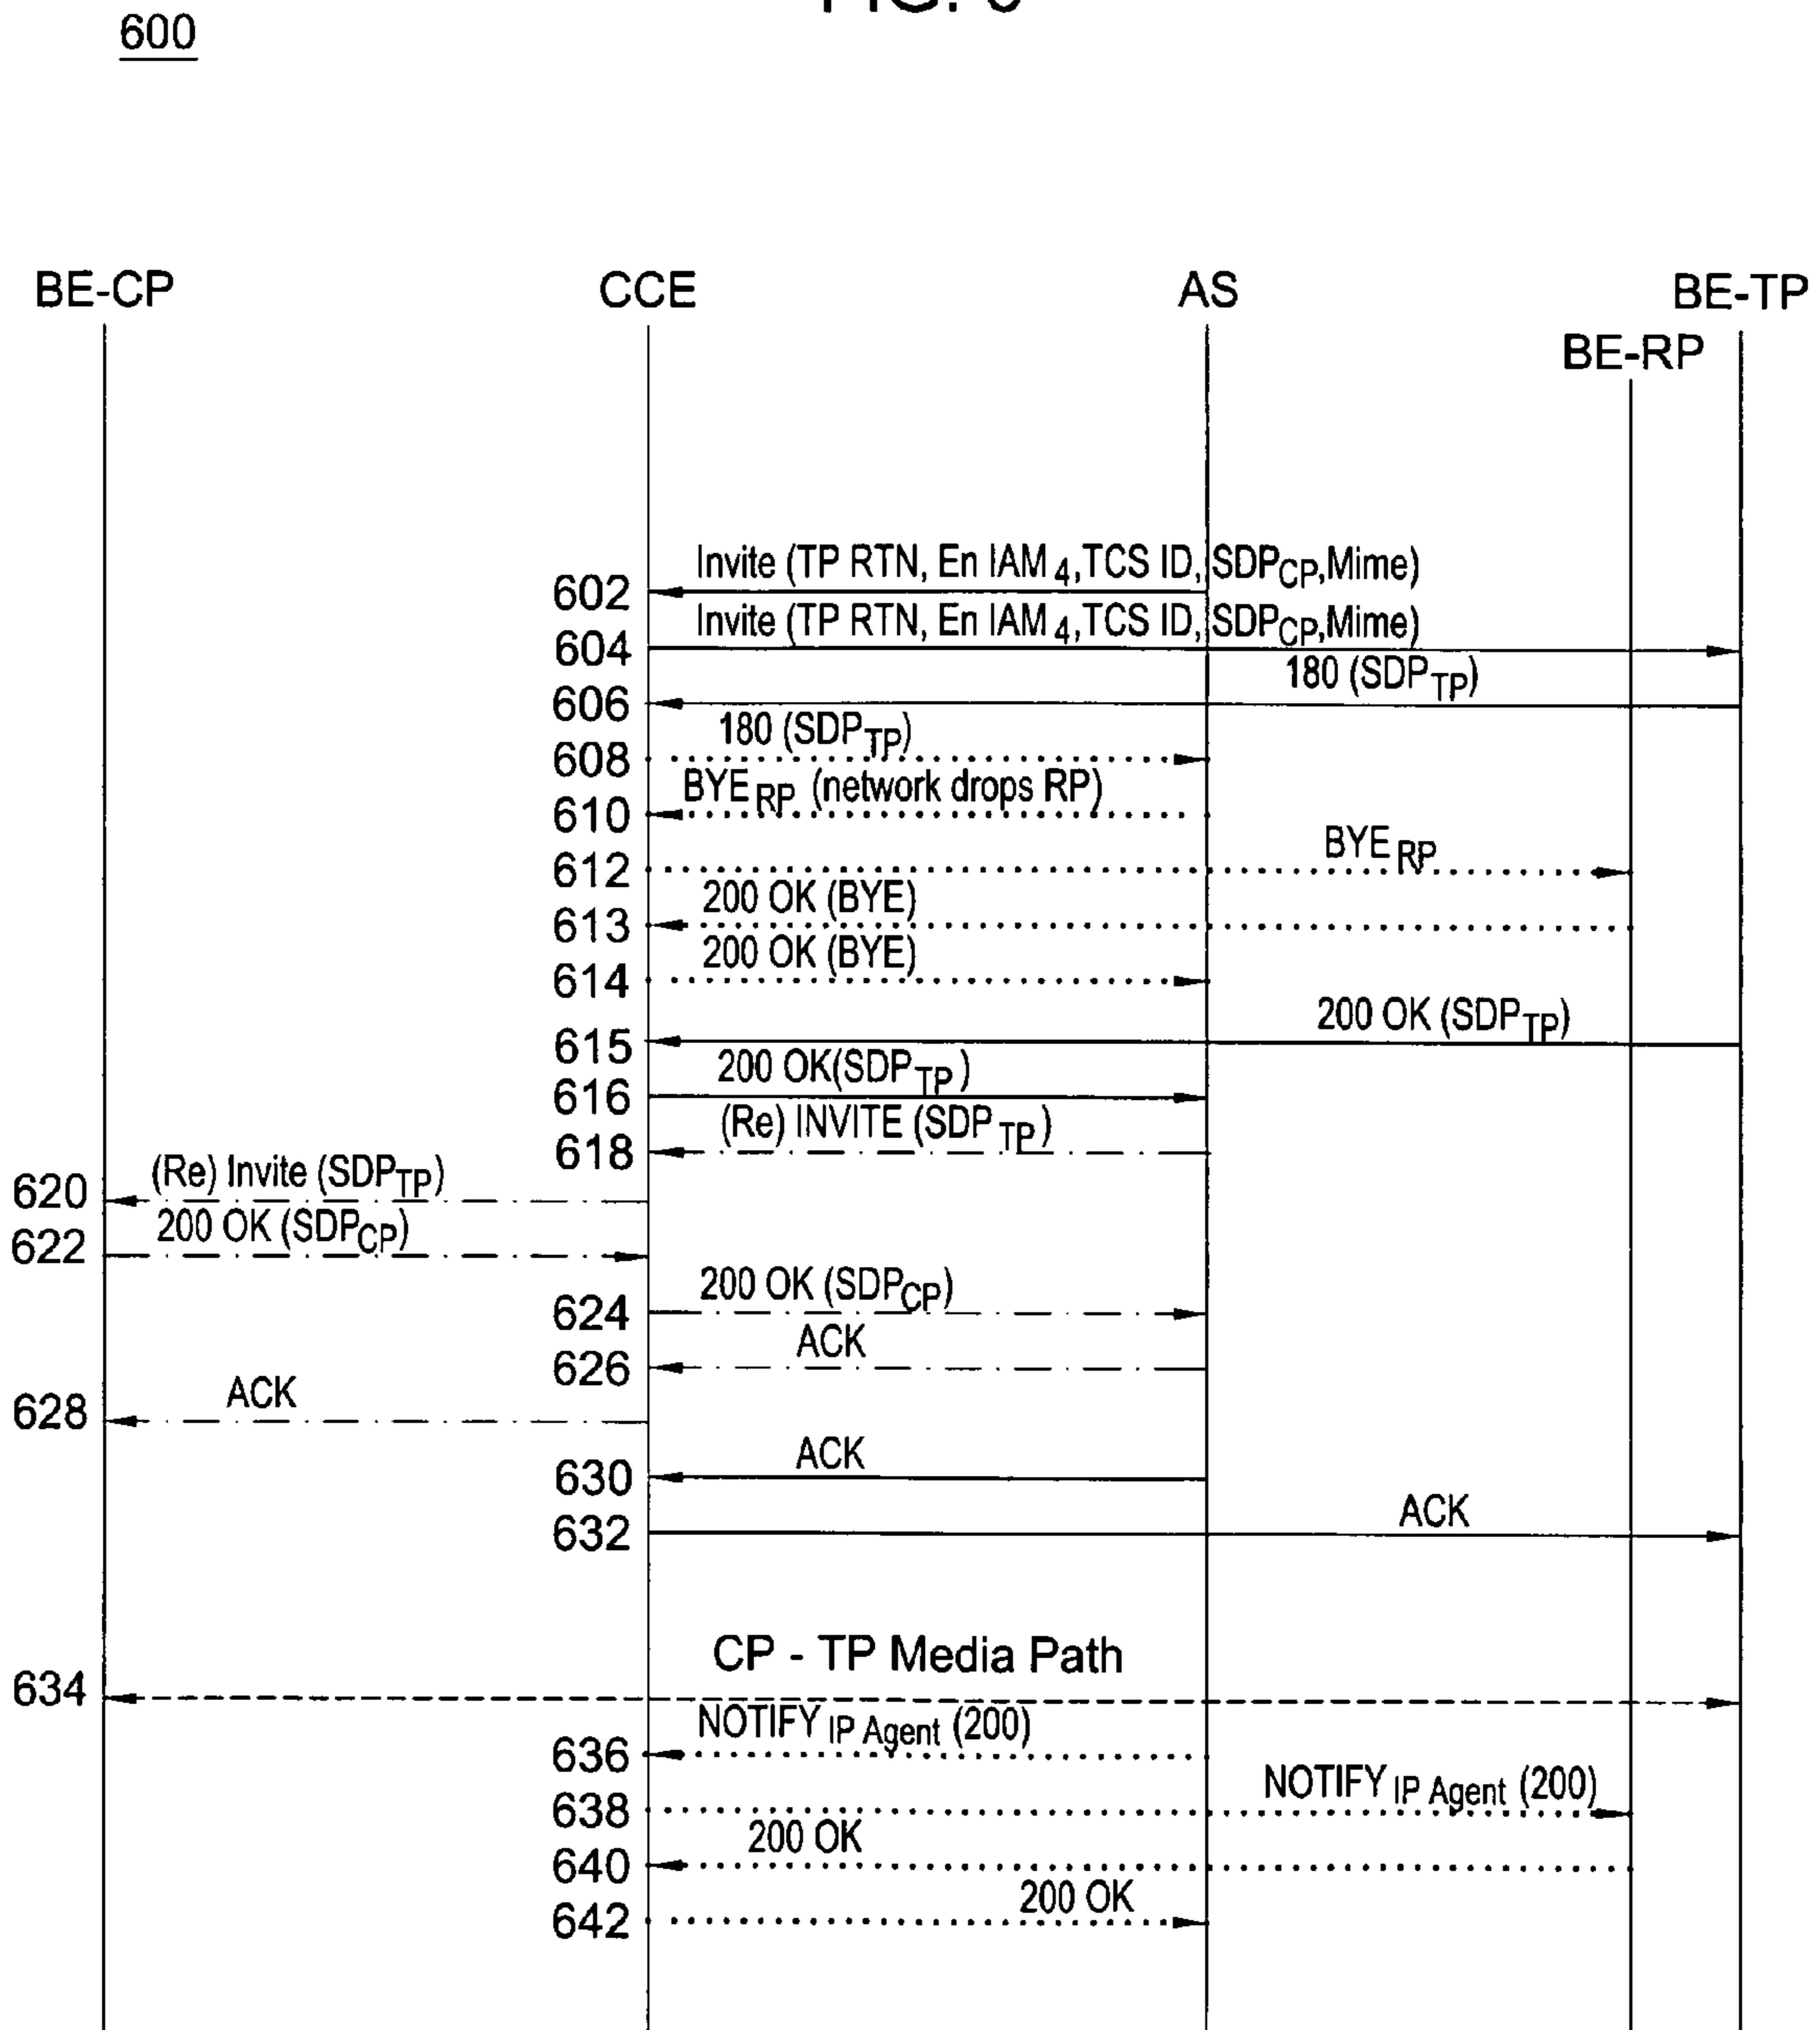 600
BE-CP
CCE
AS
BE-TP
BE-RP
Invite (TP RTN, En IAM 4, TCS ID, SDPCP, Mime)
602
Invite (TP RTN, En IAM 4, TCS ID, SDPCP, Mime)
604
180 (SDPTP)
606
180 (SDPTP)
608
BYE RP (network drops RP)
610
BYE RP
612
200 OK (BYE)
613
200 OK (BYE)
614
200 OK (SDPTP)
615
200 OK(SDPTP)
616
(Re) INVITE (SDP TP)
618
(Re) Invite (SDPTP)
620
200 OK (SDPCP)
622
200 OK (SDPCP)
624
ACK
626
ACK
628
ACK
630
ACK
632
CP - TP Media Path
634
NOTIFY IP Agent (200)
636
NOTIFY IP Agent (200)
638
200 OK
640
200 OK
642